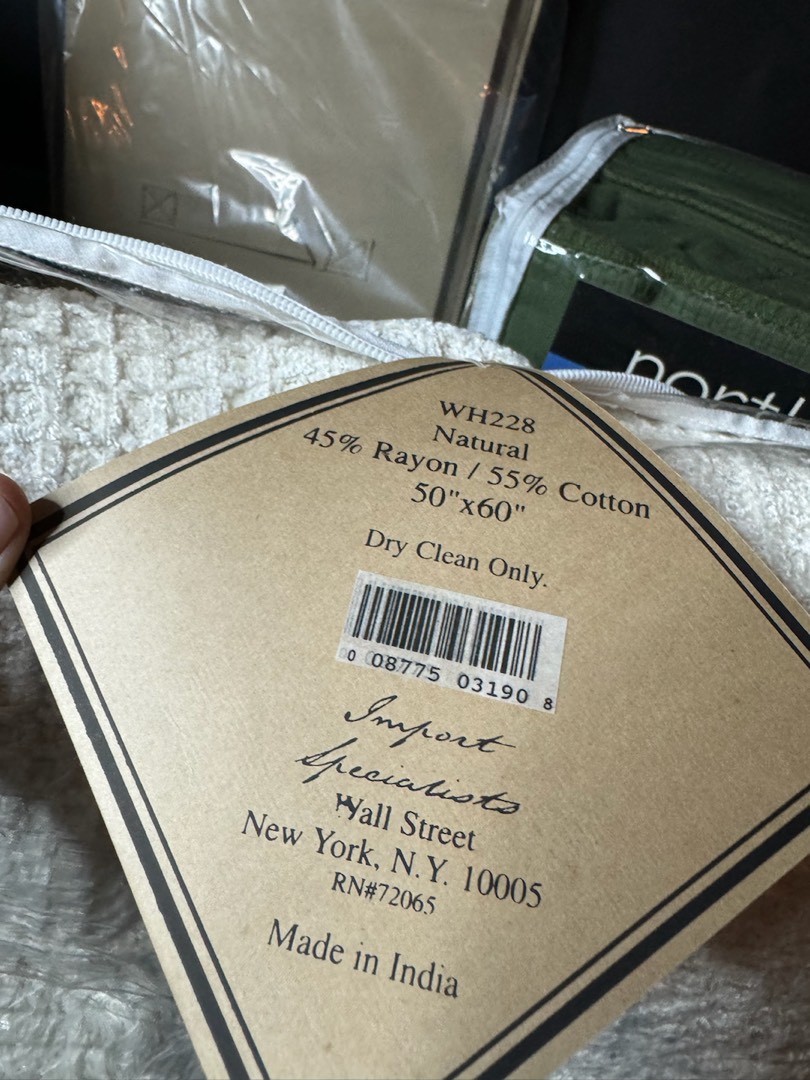 WH228
Natural
45% Rayon / 55% Cotton
50"x60"
Dry Clean Only.
0 08775 03190 8
Import
Specialists
Wall Street
New York, N.Y. 10005
RN#72065
Made in India